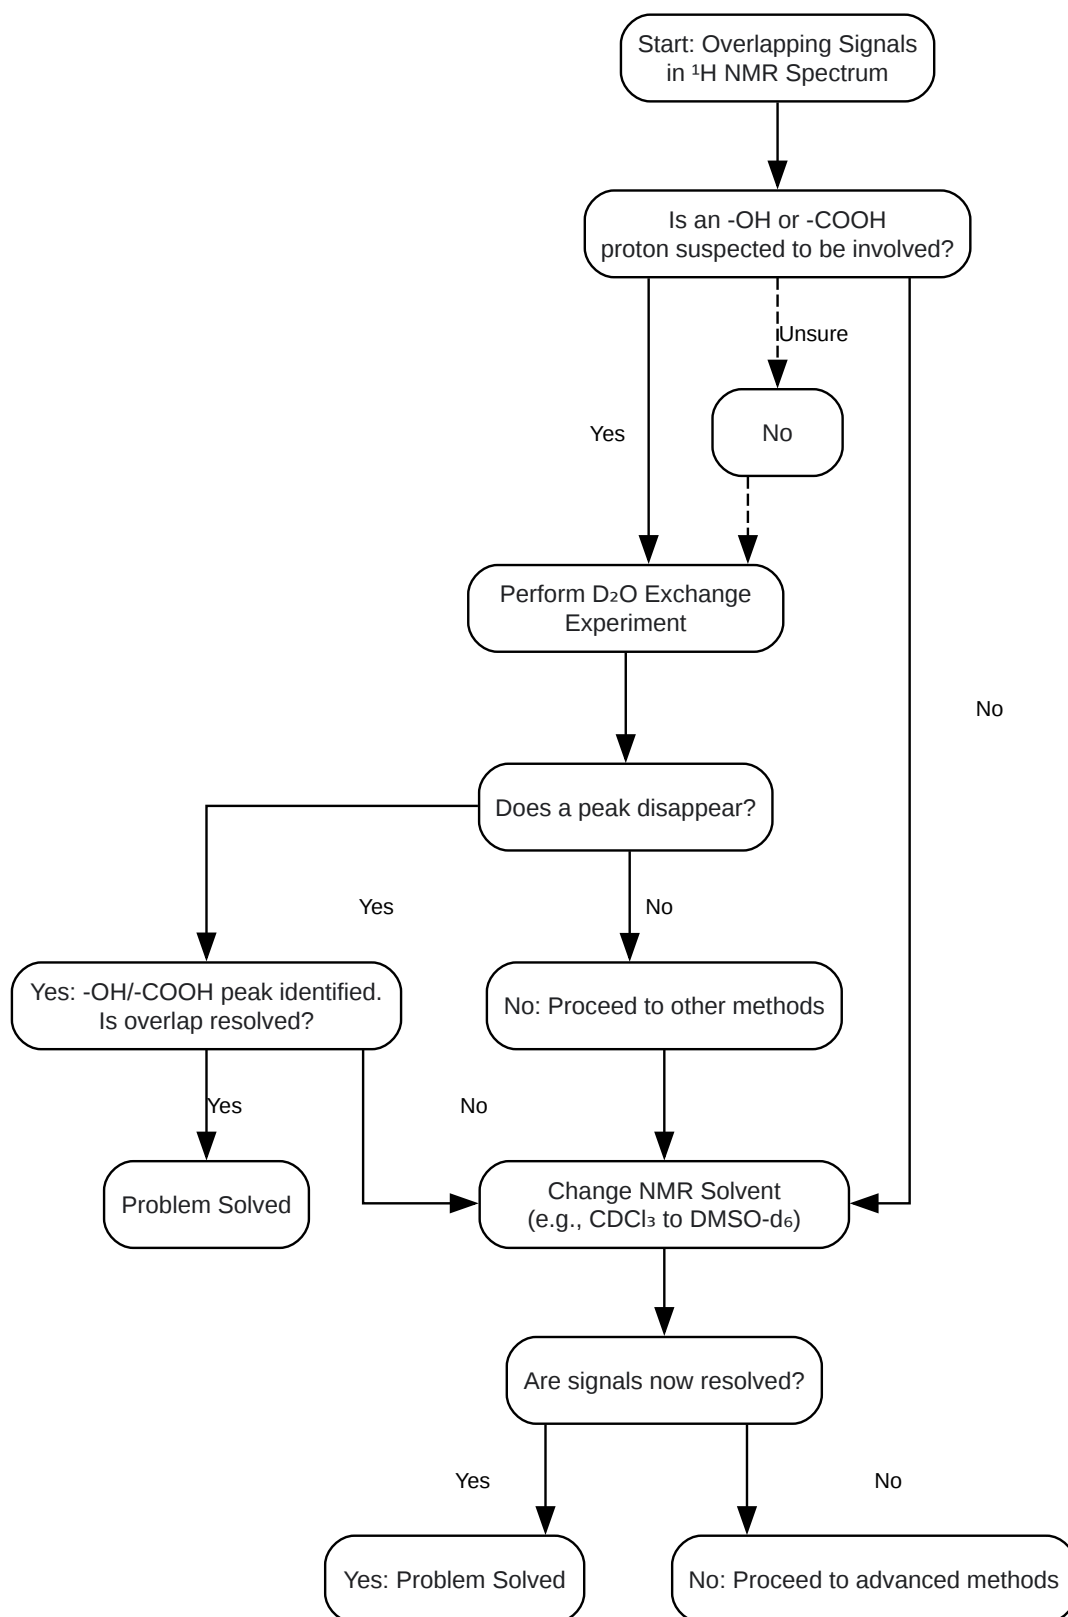 Start: Overlapping Signals
in ¹H NMR Spectrum
Is an -OH or -COOH
proton suspected to be involved?
Unsure
Yes
No
Perform D₂O Exchange
Experiment
No
Does a peak disappear?
Yes
No
Yes: -OH/-COOH peak identified.
Is overlap resolved?
No: Proceed to other methods
Yes
No
Problem Solved
Change NMR Solvent
(e.g., CDCl₃ to DMSO-d₆)
Are signals now resolved?
Yes
No
Yes: Problem Solved
No: Proceed to advanced methods